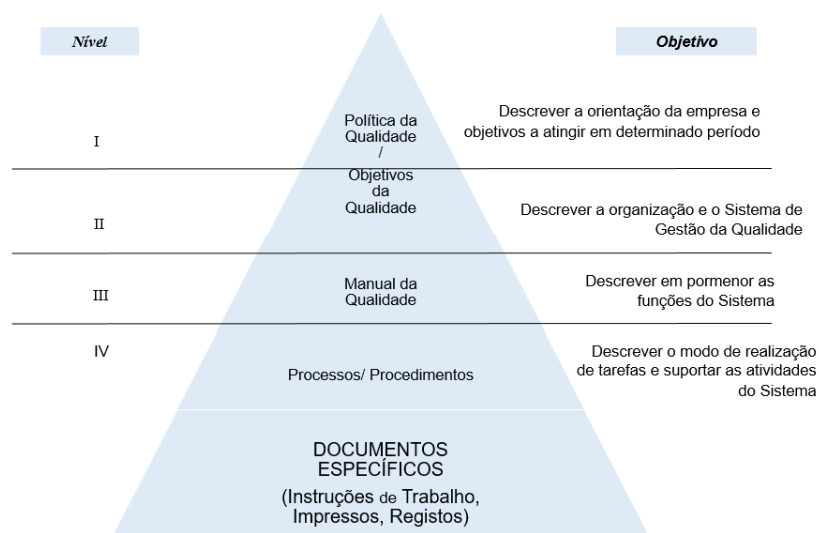 Nível
Objetivo
I
Política da
Qualidade
/
Objetivos
da
Qualidade
Descrever a orientação da empresa e
objetivos a atingir em determinado período
II
Descrever a organização e o Sistema de
Gestão da Qualidade
III
Manual da
Qualidade
Descrever em pormenor as
funções do Sistema
IV
Processos/ Procedimentos
Descrever o modo de realização
de tarefas e suportar as atividades
do Sistema
DOCUMENTOS
ESPECÍFICOS
(Instruções de Trabalho,
Impressos, Registos)